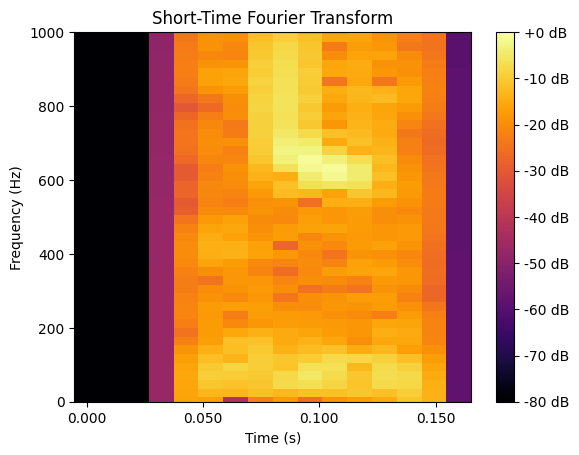 Short-Time Fourier Transform
Frequency (Hz)
1000
800
600
400
200
0
0.000
0.050
0.100
0.150
Time (s)
+0 dB
-10 dB
-20 dB
-30 dB
-40 dB
-50 dB
-60 dB
-70 dB
-80 dB